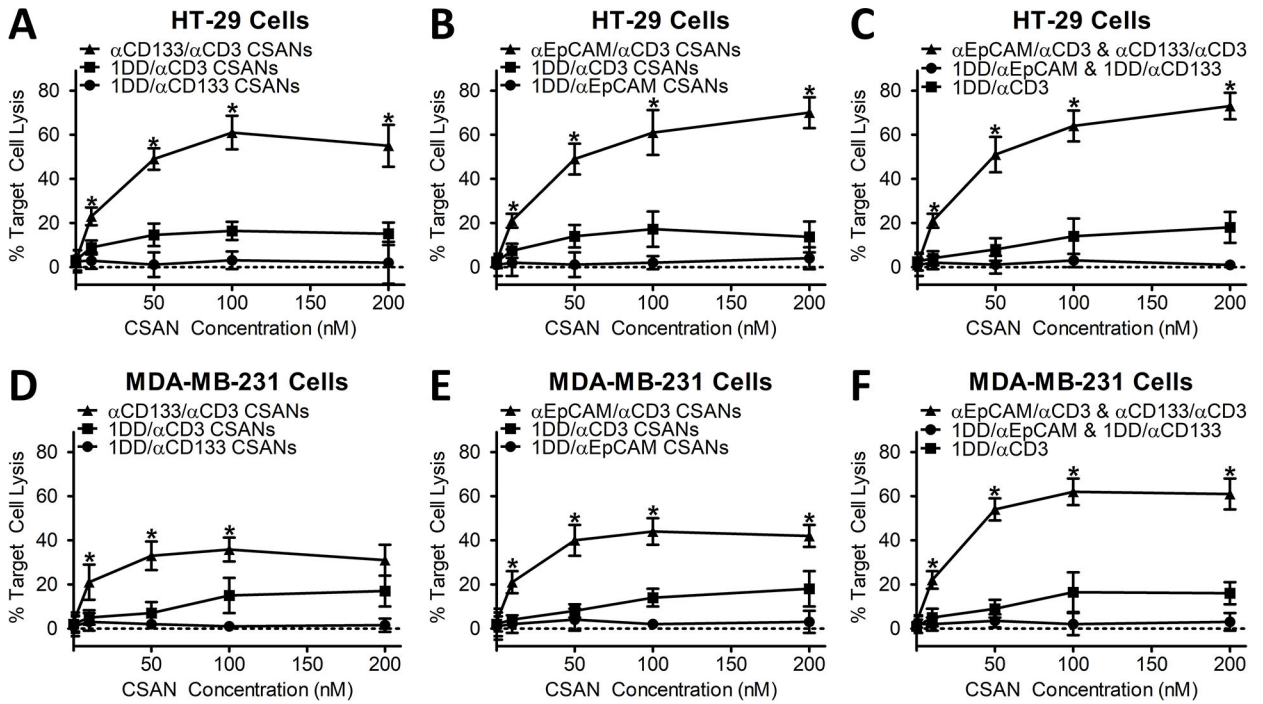 A
HT-29 Cells
αCD133/αCD3 CSANs
1DD/αCD3 CSANs
1DD/αCD133 CSANs
% Target Cell Lysis
80
60
40
20
0
*
*
*
*
50
100
150
200
CSAN Concentration (nM)
B
HT-29 Cells
αEpCAM/αCD3 CSANs
1DD/αCD3 CSANs
1DD/αEpCAM CSANs
% Target Cell Lysis
80
60
40
20
0
*
*
*
*
50
100
150
200
CSAN Concentration (nM)
C
HT-29 Cells
αEpCAM/αCD3 & αCD133/αCD3
1DD/αEpCAM & 1DD/αCD133
1DD/αCD3
% Target Cell Lysis
80
60
40
20
0
*
*
*
*
50
100
150
200
CSAN Concentration (nM)
D
MDA-MB-231 Cells
αCD133/αCD3 CSANs
1DD/αCD3 CSANs
1DD/αCD133 CSANs
% Target Cell Lysis
80
60
40
20
0
*
*
*
50
100
150
200
CSAN Concentration (nM)
E
MDA-MB-231 Cells
αEpCAM/αCD3 CSANs
1DD/αCD3 CSANs
1DD/αEpCAM CSANs
% Target Cell Lysis
80
60
40
20
0
*
*
*
*
50
100
150
200
CSAN Concentration (nM)
F
MDA-MB-231 Cells
αEpCAM/αCD3 & αCD133/αCD3
1DD/αEpCAM & 1DD/αCD133
1DD/αCD3
% Target Cell Lysis
80
60
40
20
0
*
*
*
*
50
100
150
200
CSAN Concentration (nM)